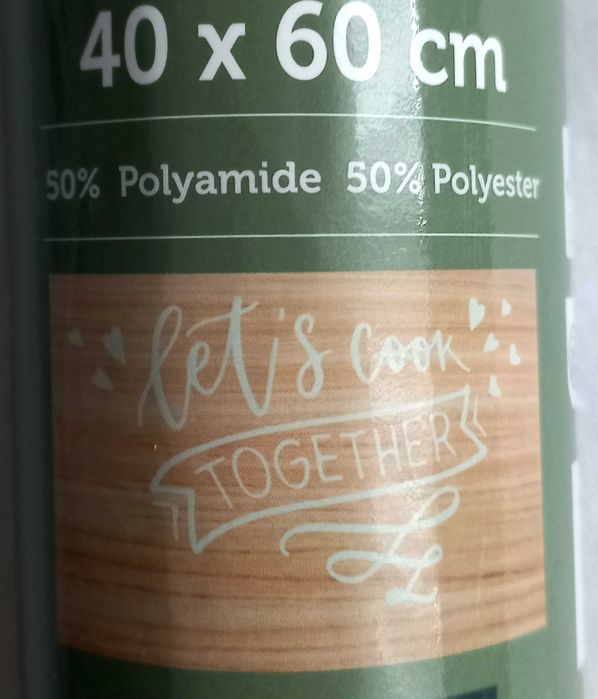 40 x 60 cm
50% Polyamide 50% Polyester
let's cook
TOGETHER